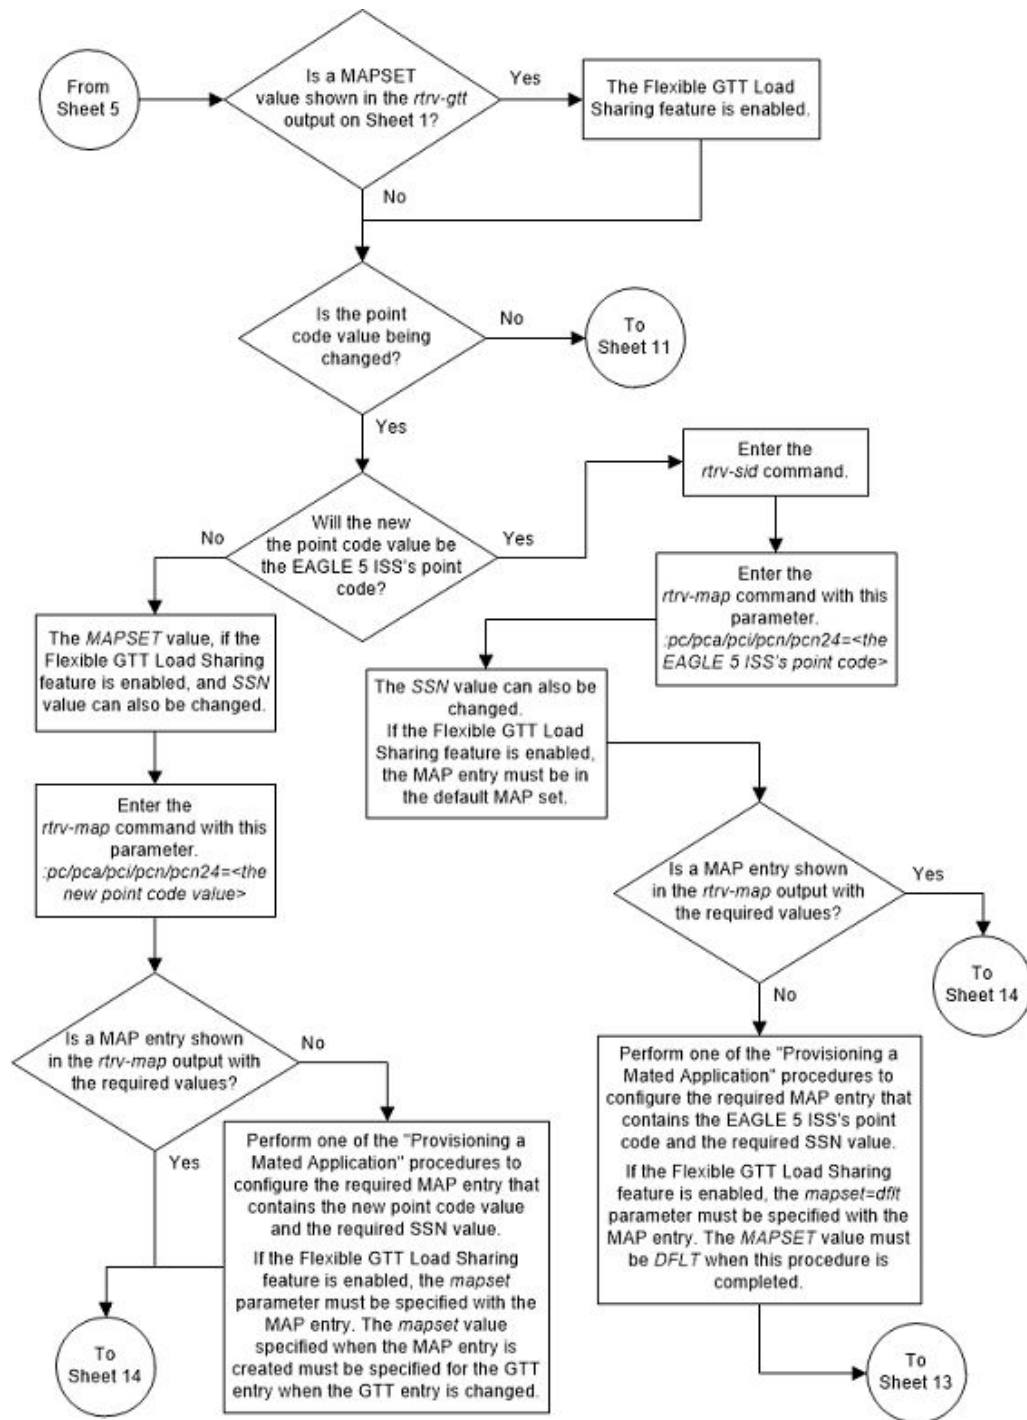 From
Sheet 5
Is a MAPSET
value shown in the rtrv-gtt
output on Sheet 1?
Yes
The Flexible GTT Load
Sharing feature is enabled.
No
Is the point
code value being
changed?
No
To
Sheet 11
Yes
Will the new
the point code value be
the EAGLE 5 ISS's point
code?
No
Yes
Enter the
rtrv-sid command.
Enter the
rtrv-map command with this
parameter.
:pc/pca/pci/pcn/pcn24=<the
EAGLE 5 ISS's point code>
The MAPSET value, if the
Flexible GTT Load Sharing
feature is enabled, and SSN
value can also be changed.
The SSN value can also be
changed.
If the Flexible GTT Load
Sharing feature is enabled,
the MAP entry must be in
the default MAP set.
Enter the
rtrv-map command with this
parameter.
:pc/pca/pci/pcn/pcn24=<the
new point code value>
Is a MAP entry shown
in the rtrv-map output with
the required values?
Yes
To
Sheet 14
No
Is a MAP entry shown
in the rtrv-map output with
the required values?
No
Yes
Perform one of the "Provisioning a
Mated Application" procedures to
configure the required MAP entry that
contains the new point code value
and the required SSN value.
If the Flexible GTT Load Sharing
feature is enabled, the mapset
parameter must be specified with the
MAP entry. The mapset value
specified when the MAP entry is
created must be specified for the GTT
entry when the GTT entry is changed.
To
Sheet 14
Perform one of the "Provisioning a
Mated Application" procedures to
configure the required MAP entry that
contains the EAGLE 5 ISS's point
code and the required SSN value.
If the Flexible GTT Load Sharing
feature is enabled, the mapset=dflt
parameter must be specified with the
MAP entry. The MAPSET value must
be DFLT when this procedure is
completed.
To
Sheet 13